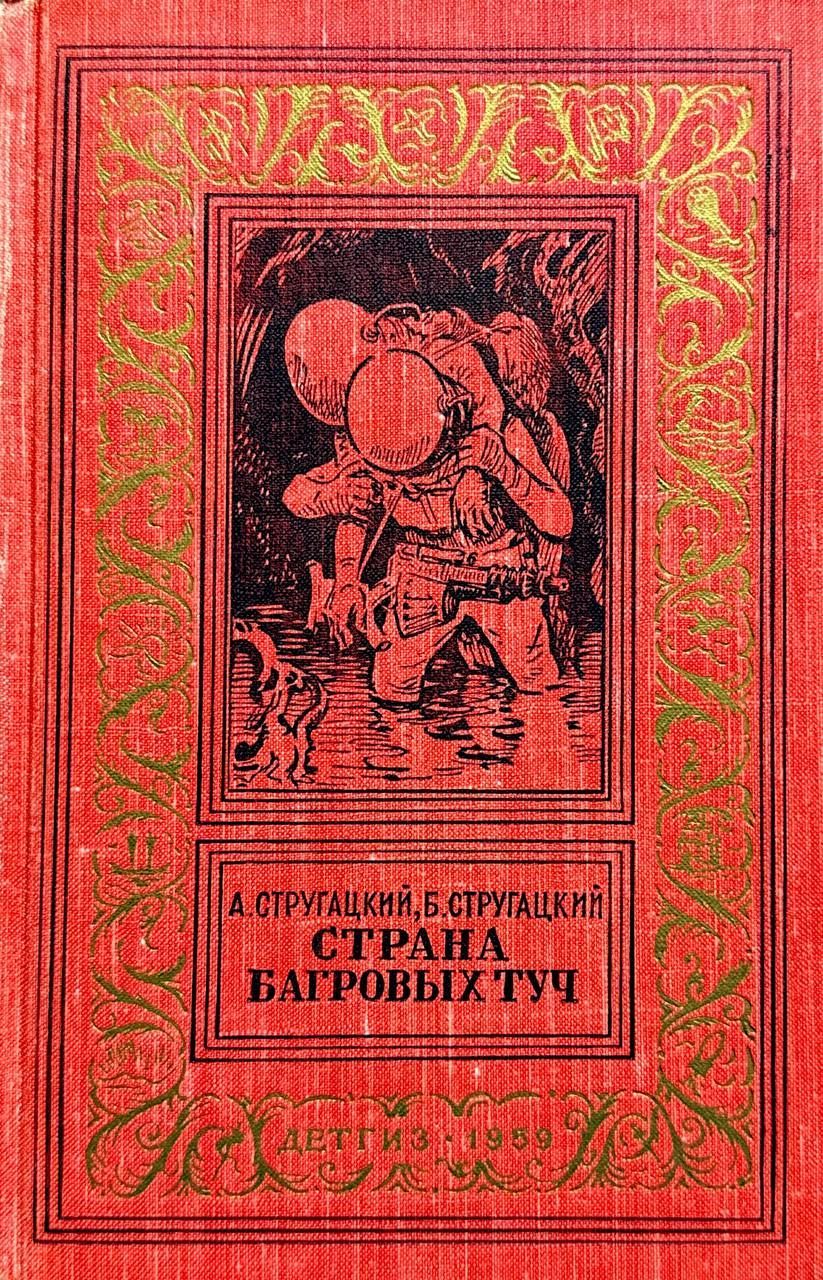 А. СТРУГАЦКИЙ, Б. СТРУГАЦКИЙ
СТРАНА
БАГРОВЫХ ТУЧ
ДЕТГИЗ · 1959